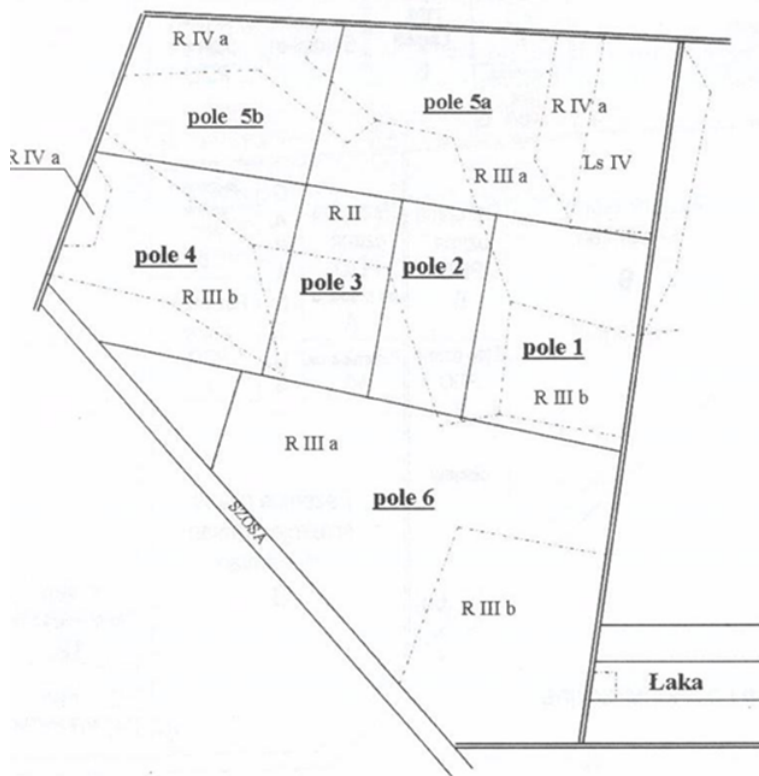 R IV a
pole 5b
pole 5a
R IV a
R IV a
R III a
Ls IV
R II
pole 4
pole 3
pole 2
R III b
pole 1
R III b
R III a
pole 6
SZOSA
R III b
Łaka